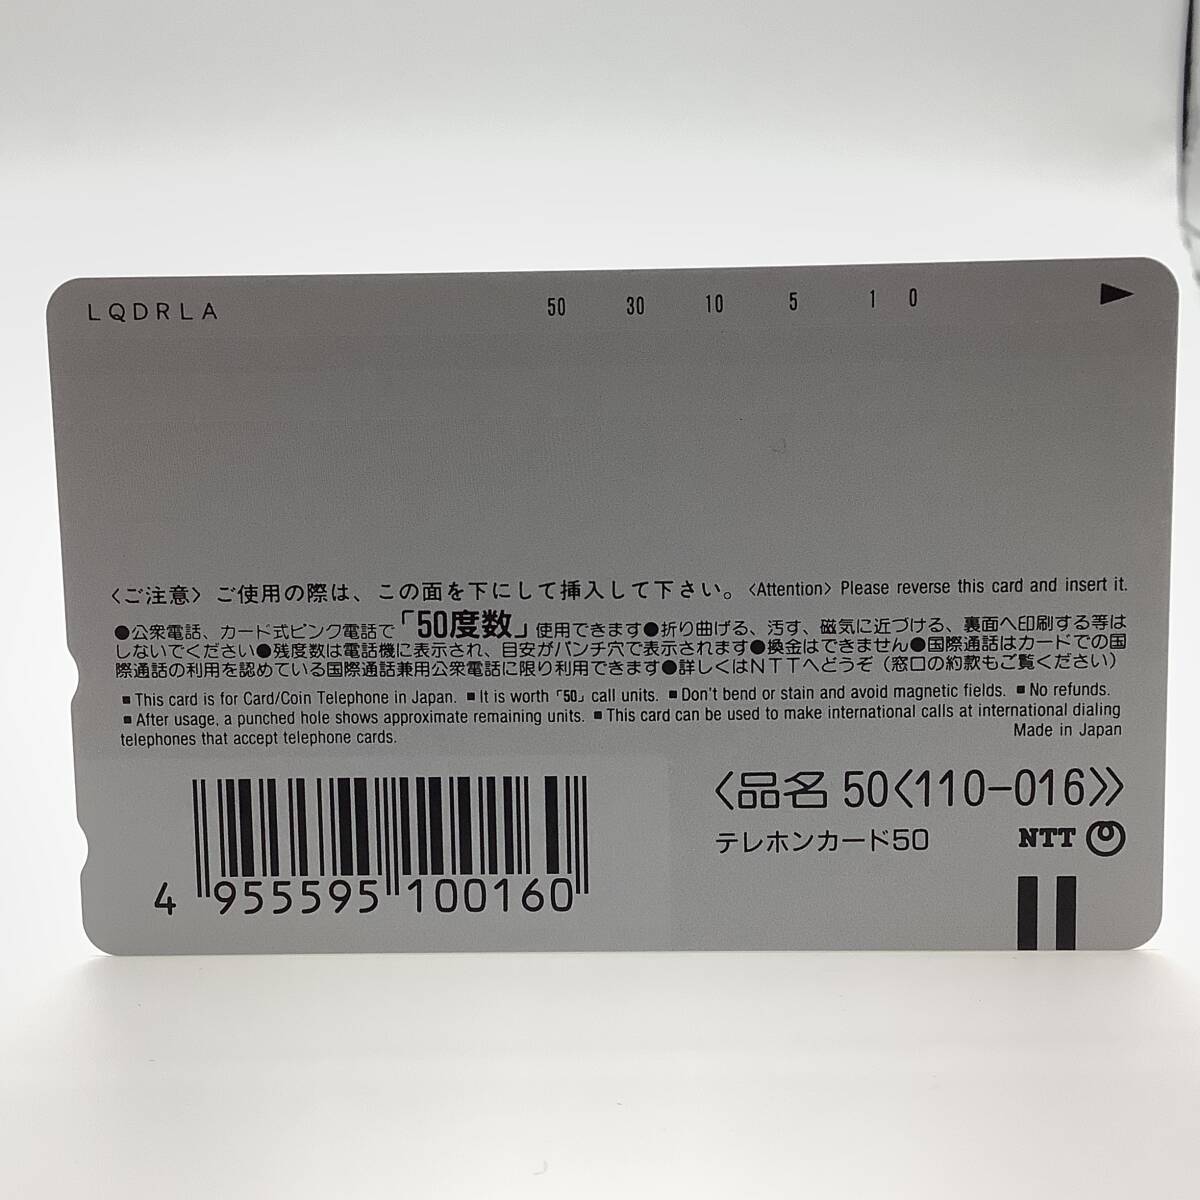 LQDRLA 50 30 10 5 1 0 ▶
〈ご注意〉ご使用の際は、この面を下にして挿入して下さい。〈Attention〉Please reverse this card and insert it.
●公衆電話、カード式ピンク電話で「50度数」使用できます●折り曲げる、汚す、磁気に近づける、裏面へ印刷する等は
しないでください●残度数は電話機に表示され、目安がパンチ穴で表示されます●換金はできません●国際通話はカードでの国
際通話の利用を認めている国際通話兼用公衆電話に限り利用できます●詳しくはNTTへどうぞ（窓口の約款もご覧ください）
■This card is for Card/Coin Telephone in Japan. ■It is worth「50」call units. ■Don't bend or stain and avoid magnetic fields. ■No refunds.
■After usage, a punched hole shows approximate remaining units. ■This card can be used to make international calls at international dialing
telephones that accept telephone cards. Made in Japan
〈品名 50〈110-016〉〉
テレホンカード50 NTT
4 955595 100160